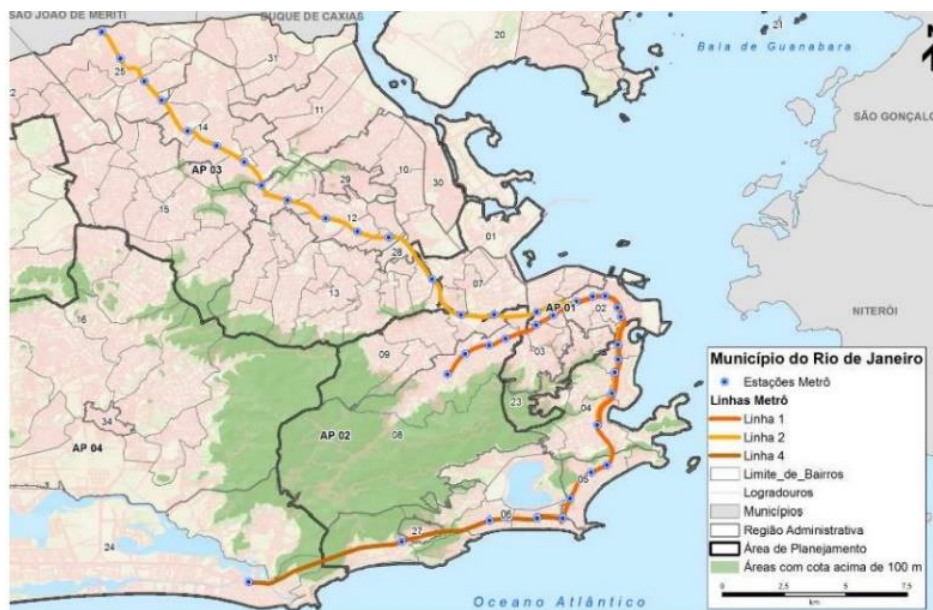 SÃO JOÃO DE MERITI
DUQUE DE CAXIAS
20
21
Baia de Guanabara
25
31
22
11
SÃO GONÇALO
14
AP 03
10
29
30
15
12
01
28
07
13
16
AP 01
02
NITERÓI
09
03
23
34
AP 04
AP 02
08
04
05
06
27
24
Oceano Atlântico
Município do Rio de Janeiro
Estações Metrô
Linhas Metrô
Linha 1
Linha 2
Linha 4
Limite_de_Bairros
Logradouros
Municípios
Região Administrativa
Área de Planejamento
Áreas com cota acima de 100 m
0 2,5 5 7,5
km